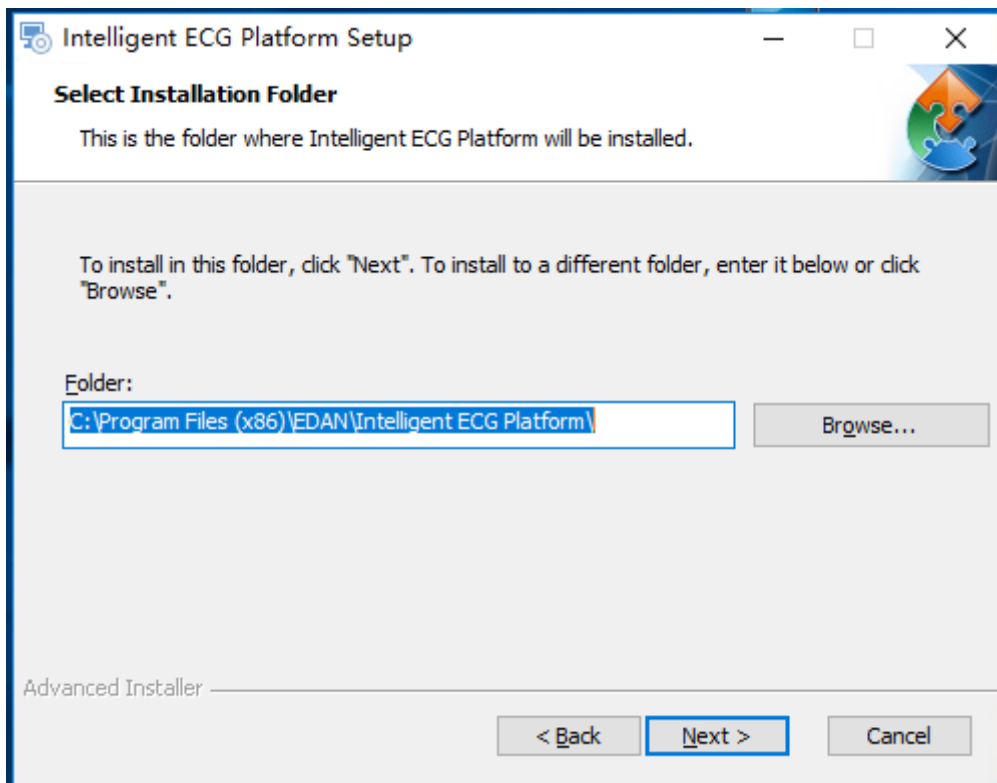 Intelligent ECG Platform Setup
Select Installation Folder
This is the folder where Intelligent ECG Platform will be installed.
To install in this folder, click "Next". To install to a different folder, enter it below or click
"Browse".
Folder:
C:\Program Files (x86)\EDAN\Intelligent ECG Platform\
Browse...
Advanced Installer
< Back
Next >
Cancel